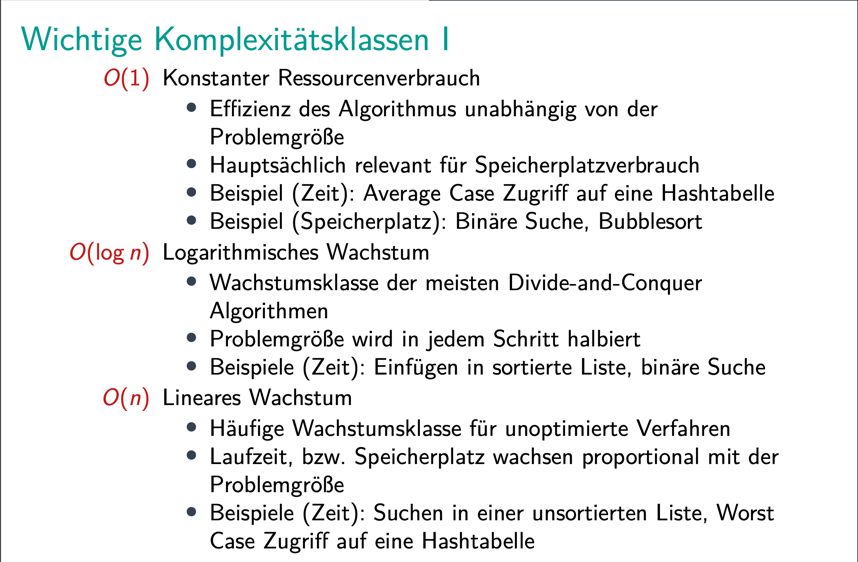 Wichtige Komplexitätsklassen I
O(1) Konstanter Ressourcenverbrauch
• Effizienz des Algorithmus unabhängig von der
Problemgröße
• Hauptsächlich relevant für Speicherplatzverbrauch
• Beispiel (Zeit): Average Case Zugriff auf eine Hashtabelle
• Beispiel (Speicherplatz): Binäre Suche, Bubblesort
O(log n) Logarithmisches Wachstum
• Wachstumsklasse der meisten Divide-and-Conquer
Algorithmen
• Problemgröße wird in jedem Schritt halbiert
• Beispiele (Zeit): Einfügen in sortierte Liste, binäre Suche
O(n) Lineares Wachstum
• Häufige Wachstumsklasse für unoptimierte Verfahren
• Laufzeit, bzw. Speicherplatz wachsen proportional mit der
Problemgröße
• Beispiele (Zeit): Suchen in einer unsortierten Liste, Worst
Case Zugriff auf eine Hashtabelle